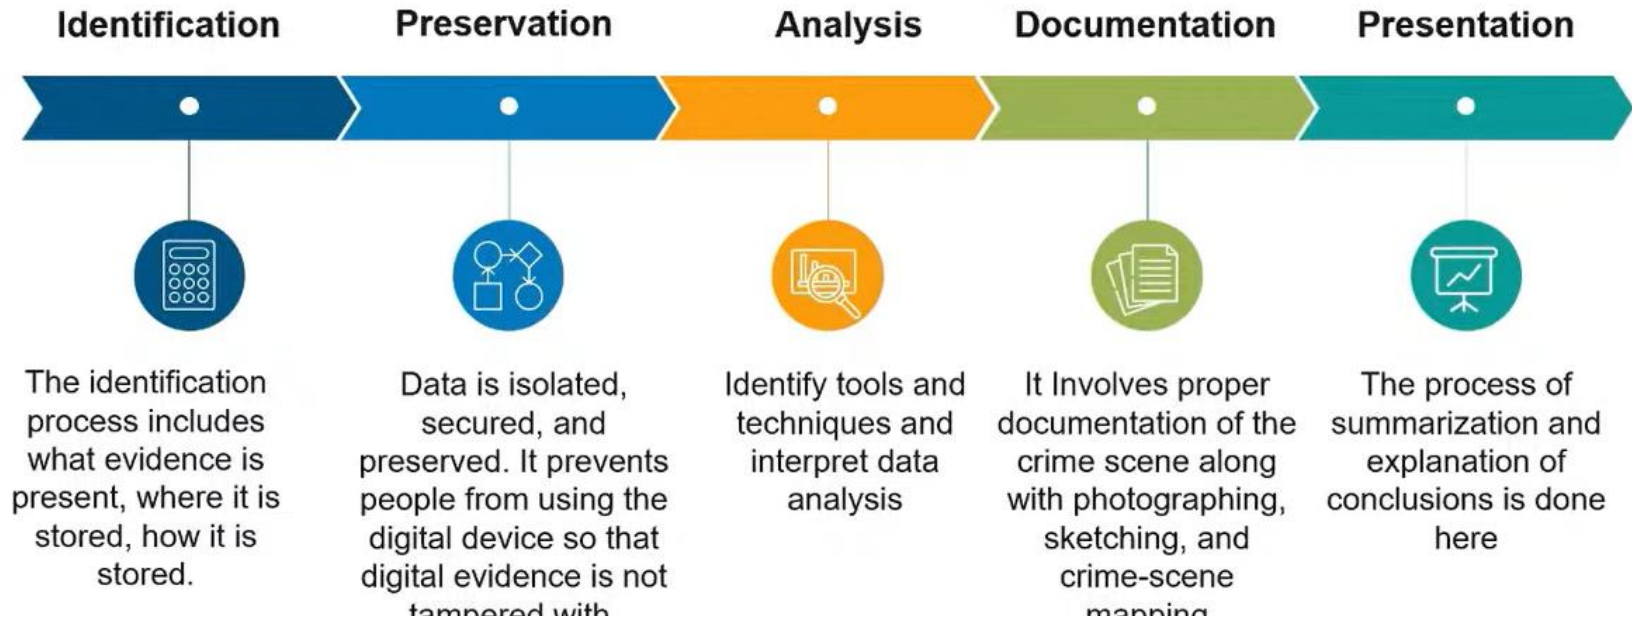 Identification
Preservation
Analysis
Documentation
Presentation
The identification
process includes
what evidence is
present, where it is
stored, how it is
stored.
Data is isolated,
secured, and
preserved. It prevents
people from using the
digital device so that
digital evidence is not
tampered with
Identify tools and
techniques and
interpret data
analysis
It Involves proper
documentation of the
crime scene along
with photographing,
sketching, and
crime-scene
mapping
The process of
summarization and
explanation of
conclusions is done
here